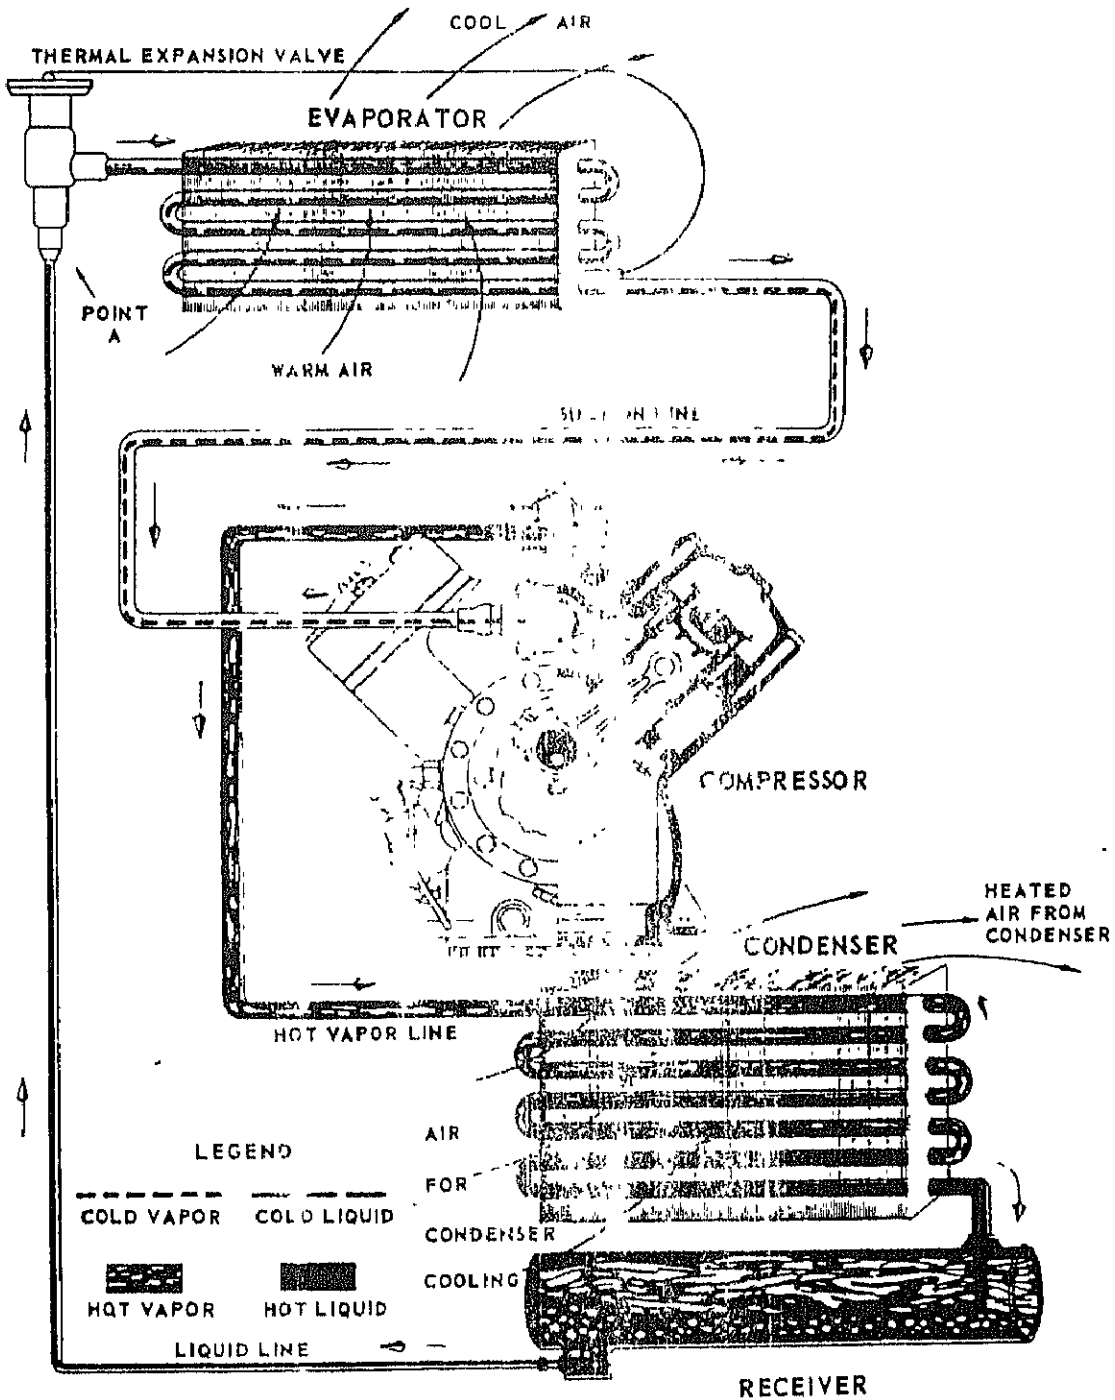 COOL AIR
THERMAL EXPANSION VALVE
EVAPORATOR
POINT
A
WARM AIR
COMPRESSOR
HEATED
AIR FROM
CONDENSER
CONDENSER
HOT VAPOR LINE
AIR
FOR
CONDENSER
COOLING
LEGEND
COLD VAPOR COLD LIQUID
HOT VAPOR HOT LIQUID
LIQUID LINE
RECEIVER